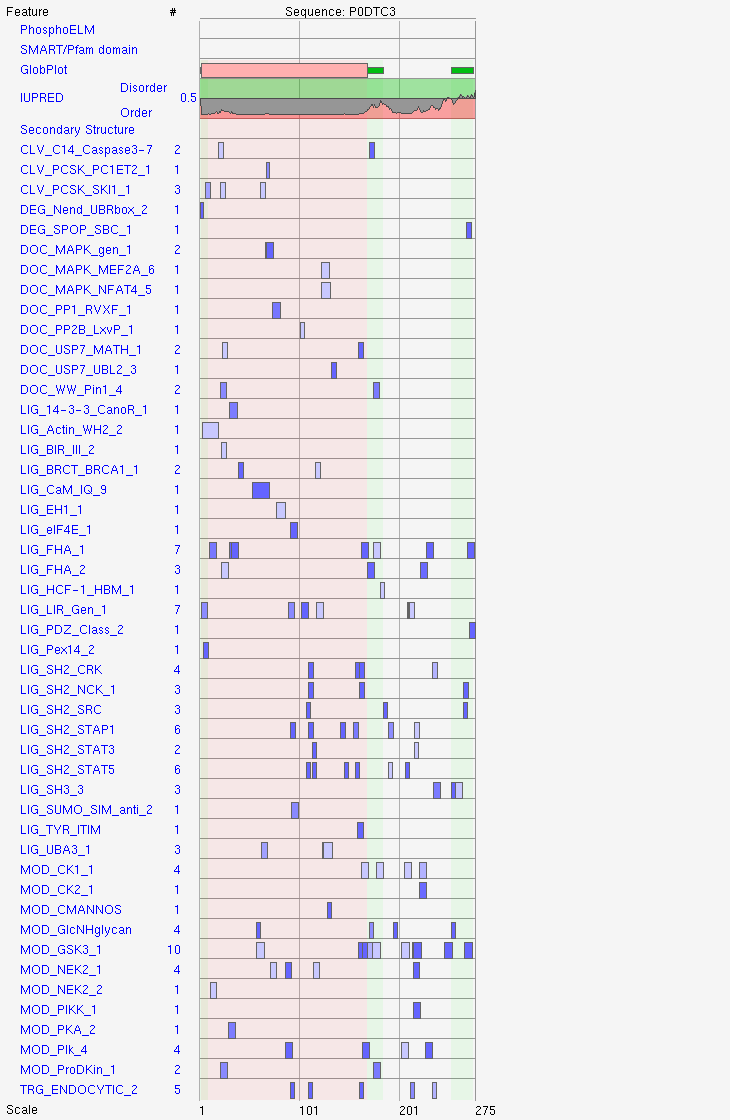 Feature # Sequence: P0DTC3
PhosphoELM
SMART/Pfam domain
GlobPlot
Disorder
IUPRED 0.5
Order
Secondary Structure
CLV_C14_Caspase3-7 2
CLV_PCSK_PC1ET2_1 1
CLV_PCSK_SKI1_1 3
DEG_Nend_UBRbox_2 1
DEG_SPOP_SBC_1 1
DOC_MAPK_gen_1 2
DOC_MAPK_MEF2A_6 1
DOC_MAPK_NFAT4_5 1
DOC_PP1_RVXF_1 1
DOC_PP2B_LxvP_1 1
DOC_USP7_MATH_1 2
DOC_USP7_UBL2_3 1
DOC_WW_Pin1_4 2
LIG_14-3-3_CanoR_1 1
LIG_Actin_WH2_2 1
LIG_BIR_III_2 1
LIG_BRCT_BRCA1_1 2
LIG_CaM_IQ_9 1
LIG_EH1_1 1
LIG_eIF4E_1 1
LIG_FHA_1 7
LIG_FHA_2 3
LIG_HCF-1_HBM_1 1
LIG_LIR_Gen_1 7
LIG_PDZ_Class_2 1
LIG_Pex14_2 1
LIG_SH2_CRK 4
LIG_SH2_NCK_1 3
LIG_SH2_SRC 3
LIG_SH2_STAP1 6
LIG_SH2_STAT3 2
LIG_SH2_STAT5 6
LIG_SH3_3 3
LIG_SUMO_SIM_anti_2 1
LIG_TYR_ITIM 1
LIG_UBA3_1 3
MOD_CK1_1 4
MOD_CK2_1 1
MOD_CMANNOS 1
MOD_GlcNHglycan 4
MOD_GSK3_1 10
MOD_NEK2_1 4
MOD_NEK2_2 1
MOD_PIKK_1 1
MOD_PKA_2 1
MOD_Plk_4 4
MOD_ProDKin_1 2
TRG_ENDOCYTIC_2 5
Scale 1 101 201 275